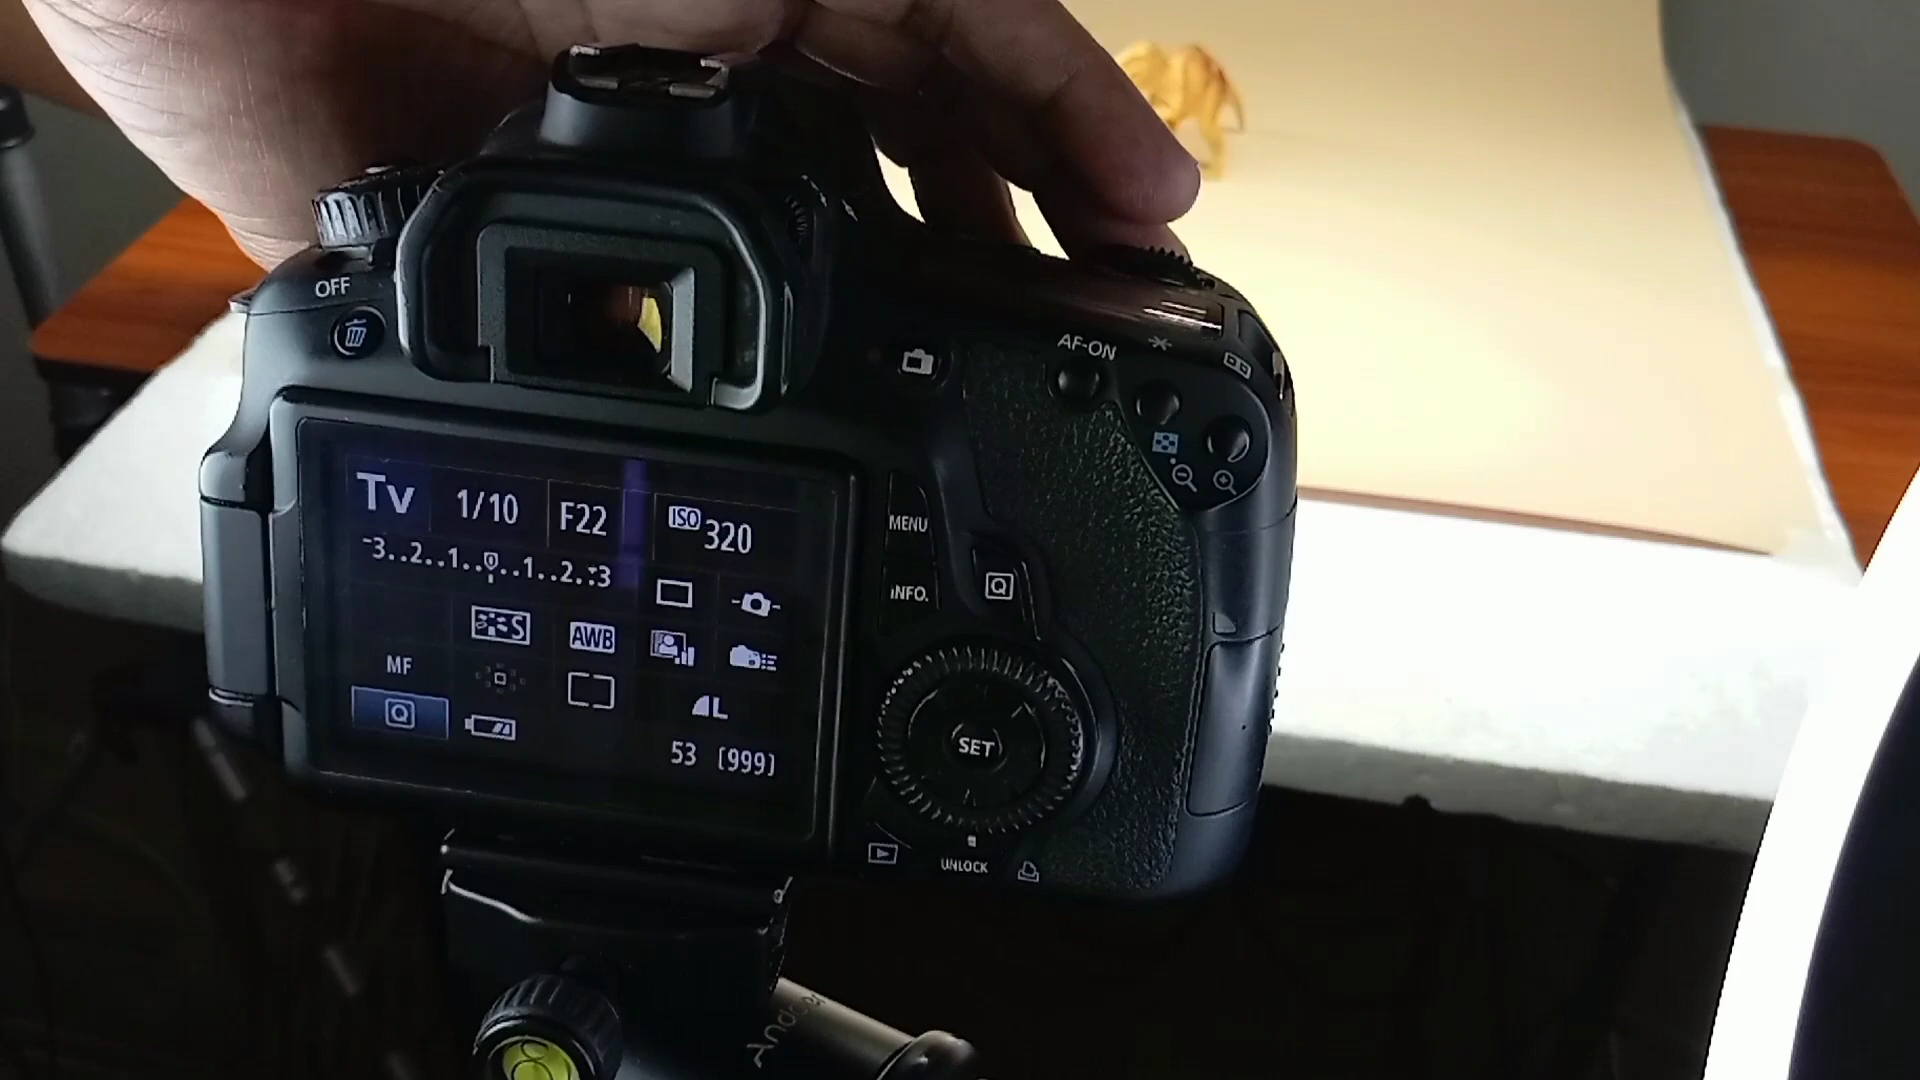 OFF
AF-ON
Tv 1/10 F22 ISO 320
-3..2..1..0..1..2.:+3
MENU
INFO.
Q
S AWB
MF
Q L
53 [999]
SET
UNLOCK
Andoer